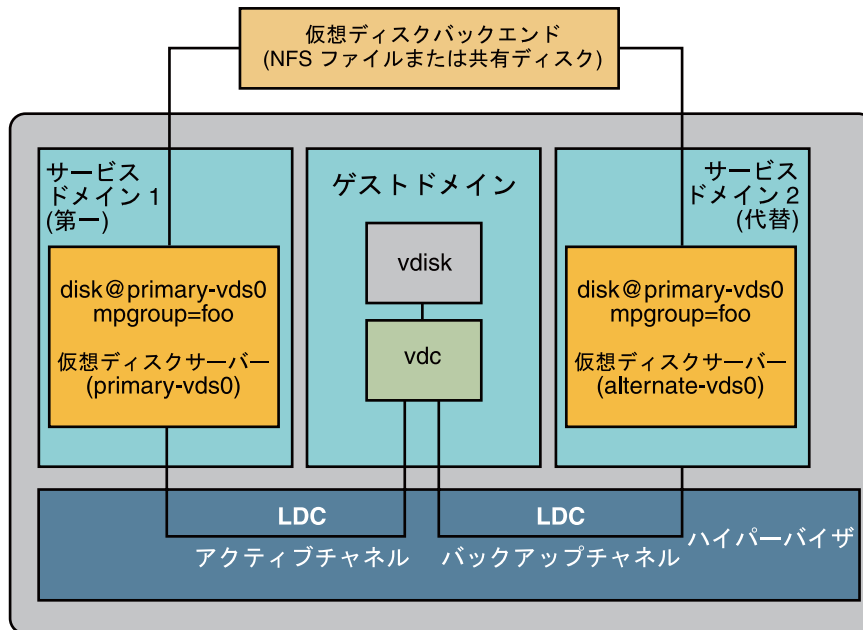 仮想ディスクバックエンド
(NFS ファイルまたは共有ディスク)
サービス
ドメイン 1
(第一)
disk@primary-vds0
mpgroup=foo
仮想ディスクサーバー
(primary-vds0)
ゲストドメイン
vdisk
vdc
サービス
ドメイン 2
(代替)
disk@primary-vds0
mpgroup=foo
仮想ディスクサーバー
(alternate-vds0)
LDC
アクティブチャネル
LDC
バックアップチャネル
ハイパーバイザ